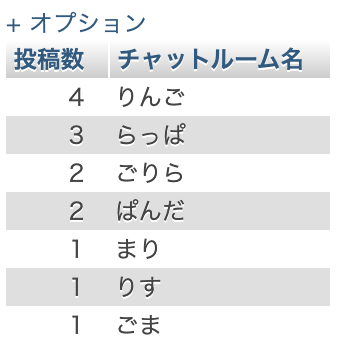 + オプション
投稿数 チャットルーム名
4 りんご
3 らっぱ
2 ごりら
2 ぱんだ
1 まり
1 りす
1 ごま